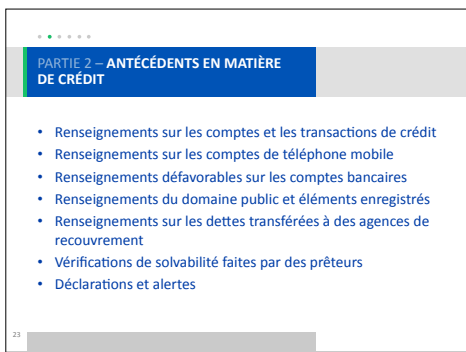 PARTIE 2 – ANTÉCÉDENTS EN MATIÈRE
DE CRÉDIT
• Renseignements sur les comptes et les transactions de crédit
• Renseignements sur les comptes de téléphone mobile
• Renseignements défavorables sur les comptes bancaires
• Renseignements du domaine public et éléments enregistrés
• Renseignements sur les dettes transférées à des agences de
recouvrement
• Vérifications de solvabilité faites par des prêteurs
• Déclarations et alertes
23